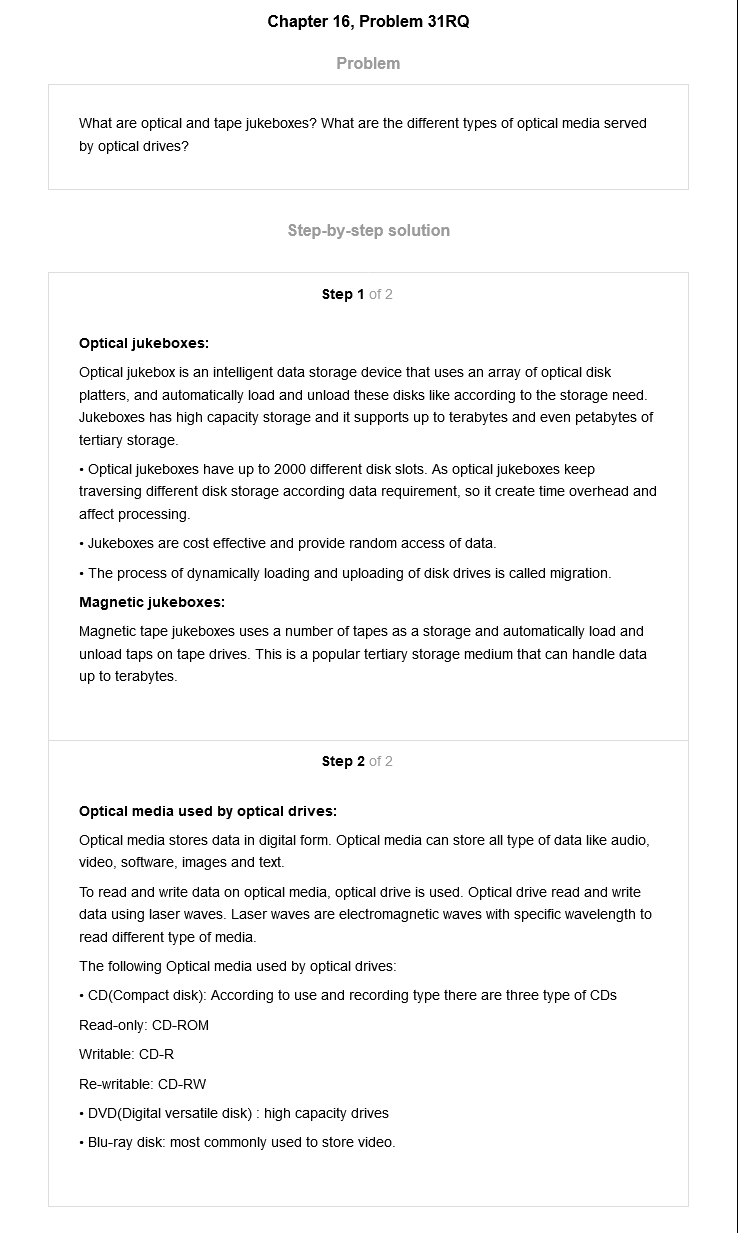 Chapter 16, Problem 31RQ
Problem
What are optical and tape jukeboxes? What are the different types of optical media served
by optical drives?
Step-by-step solution
Step 1 of 2
Optical jukeboxes:
Optical jukebox is an intelligent data storage device that uses an array of optical disk
platters, and automatically load and unload these disks like according to the storage need.
Jukeboxes has high capacity storage and it supports up to terabytes and even petabytes of
tertiary storage.
• Optical jukeboxes have up to 2000 different disk slots. As optical jukeboxes keep
traversing different disk storage according data requirement, so it create time overhead and
affect processing.
• Jukeboxes are cost effective and provide random access of data.
• The process of dynamically loading and uploading of disk drives is called migration.
Magnetic jukeboxes:
Magnetic tape jukeboxes uses a number of tapes as a storage and automatically load and
unload taps on tape drives. This is a popular tertiary storage medium that can handle data
up to terabytes.
Step 2 of 2
Optical media used by optical drives:
Optical media stores data in digital form. Optical media can store all type of data like audio,
video, software, images and text.
To read and write data on optical media, optical drive is used. Optical drive read and write
data using laser waves. Laser waves are electromagnetic waves with specific wavelength to
read different type of media.
The following Optical media used by optical drives:
• CD(Compact disk): According to use and recording type there are three type of CDs
Read-only: CD-ROM
Writable: CD-R
Re-writable: CD-RW
• DVD(Digital versatile disk) : high capacity drives
• Blu-ray disk: most commonly used to store video.